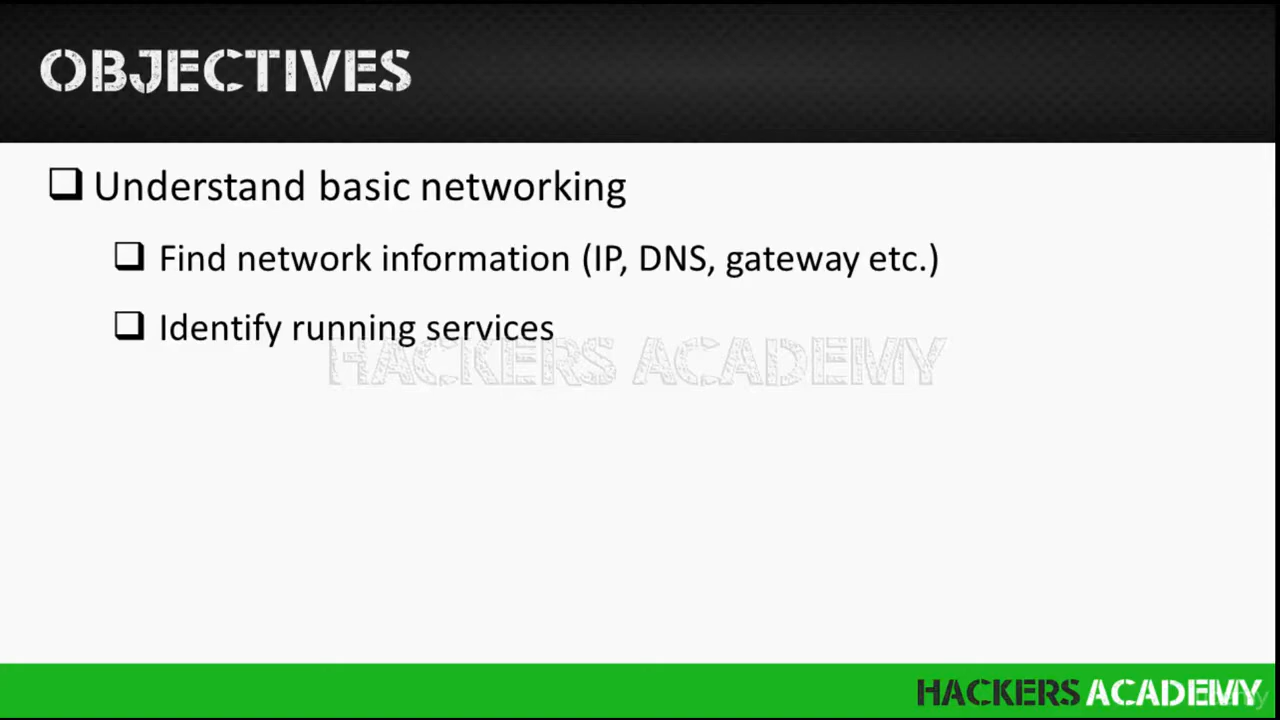 OBJECTIVES
Understand basic networking
Find network information (IP, DNS, gateway etc.)
Identify running services
HACKERS ACADEMY
HACKERS ACADEMY